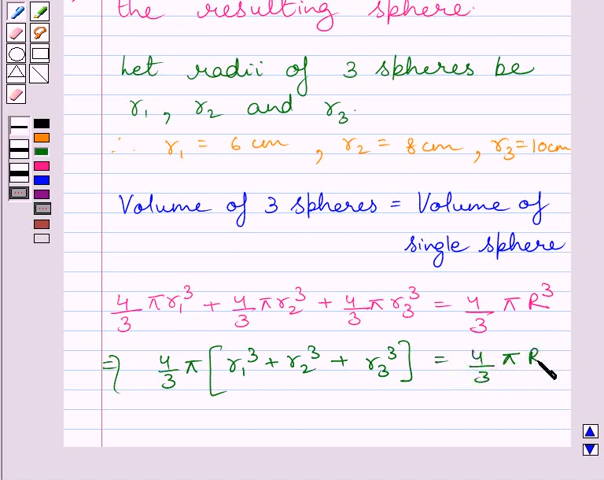 the resulting sphere.
Let radii of 3 spheres be
r₁, r₂ and r₃.
∴ r₁ = 6 cm, r₂ = 8 cm, r₃ = 10cm
Volume of 3 spheres = Volume of
single sphere
4/3 πr₁³ + 4/3 πr₂³ + 4/3 πr₃³ = 4/3 πR³
⇒ 4/3 π[r₁³ + r₂³ + r₃³] = 4/3 πR